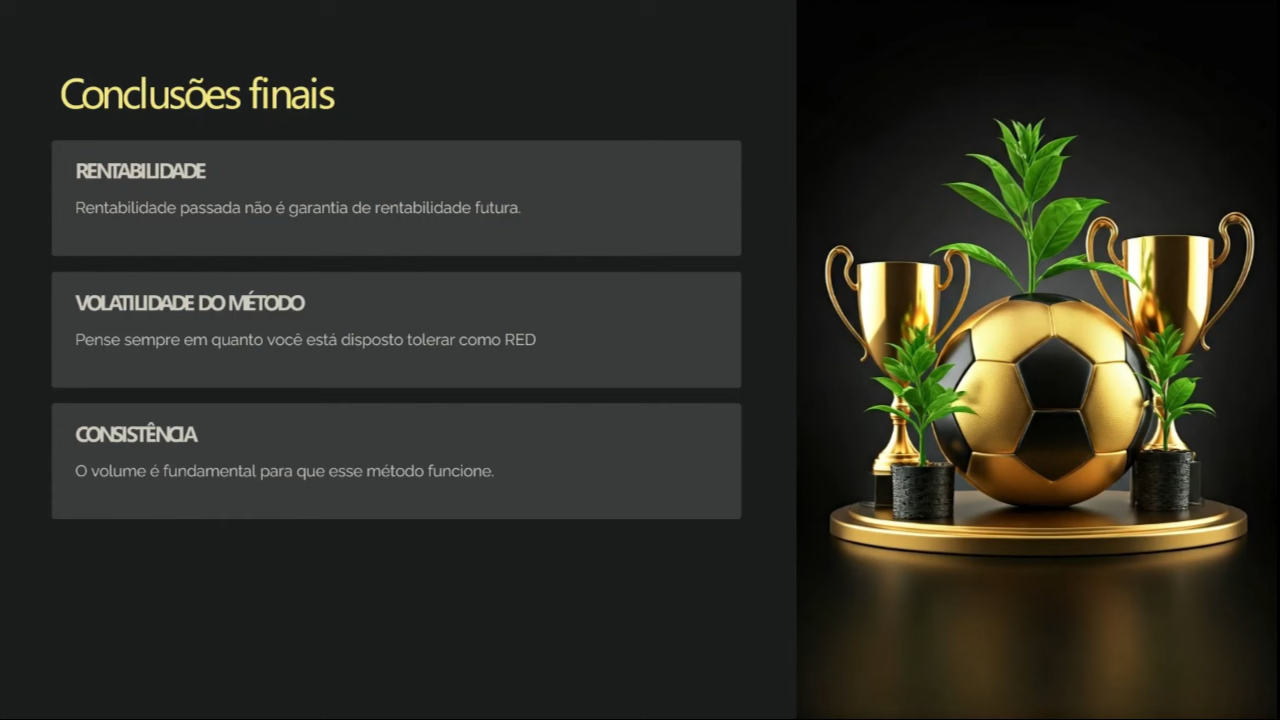 Conclusões finais
RENTABILIDADE
Rentabilidade passada não é garantia de rentabilidade futura.
VOLATILIDADE DO MÉTODO
Pense sempre em quanto você está disposto tolerar como RED
CONSISTÊNCIA
O volume é fundamental para que esse método funcione.